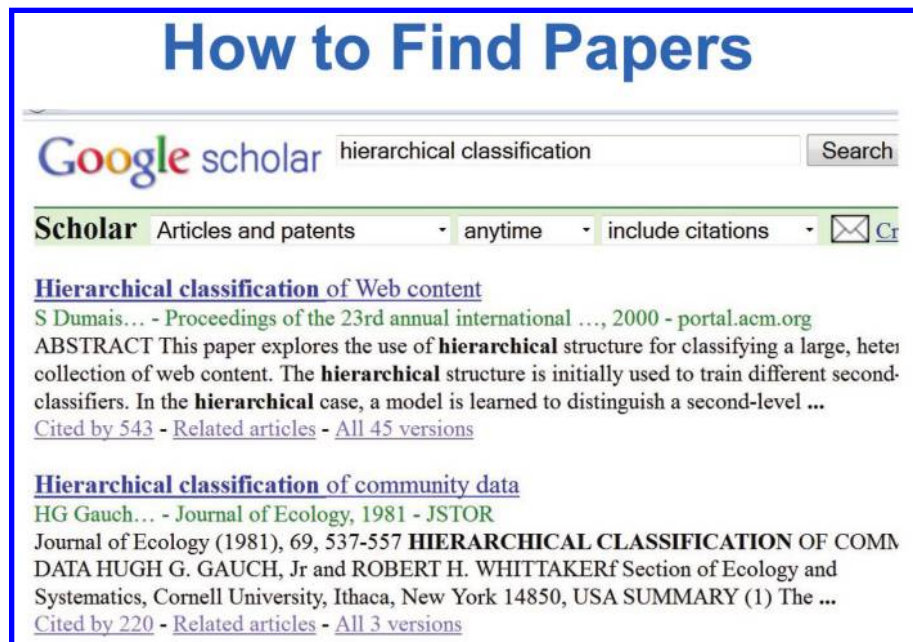 How to Find Papers
Google scholar hierarchical classification Search
Scholar Articles and patents anytime include citations Cr
Hierarchical classification of Web content
S Dumais… - Proceedings of the 23rd annual international …, 2000 - portal.acm.org
ABSTRACT This paper explores the use of hierarchical structure for classifying a large, heter
collection of web content. The hierarchical structure is initially used to train different second-
classifiers. In the hierarchical case, a model is learned to distinguish a second-level ...
Cited by 543 - Related articles - All 45 versions
Hierarchical classification of community data
HG Gauch… - Journal of Ecology, 1981 - JSTOR
Journal of Ecology (1981), 69, 537-557 HIERARCHICAL CLASSIFICATION OF COMM
DATA HUGH G. GAUCH, Jr and ROBERT H. WHITTAKERf Section of Ecology and
Systematics, Cornell University, Ithaca, New York 14850, USA SUMMARY (1) The ...
Cited by 220 - Related articles - All 3 versions